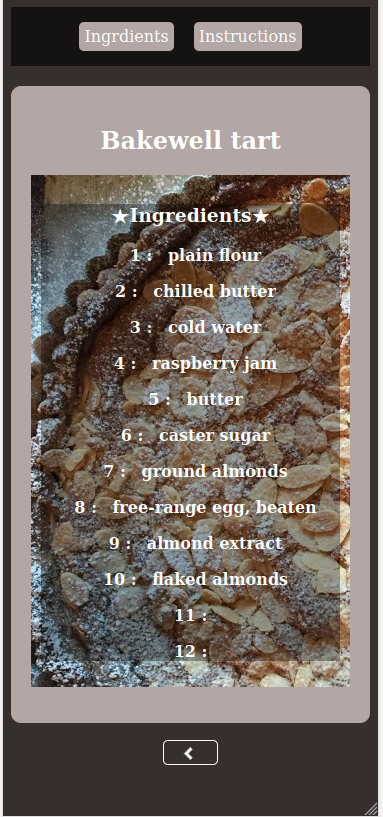 Ingrdients Instructions
Bakewell tart
★Ingredients★
1 : plain flour
2 : chilled butter
3 : cold water
4 : raspberry jam
5 : butter
6 : caster sugar
7 : ground almonds
8 : free-range egg, beaten
9 : almond extract
10 : flaked almonds
11 :
12 :